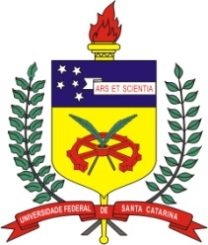 ARS ET SCIENTIA
UNIVERSIDADE FEDERAL DE SANTA CATARINA